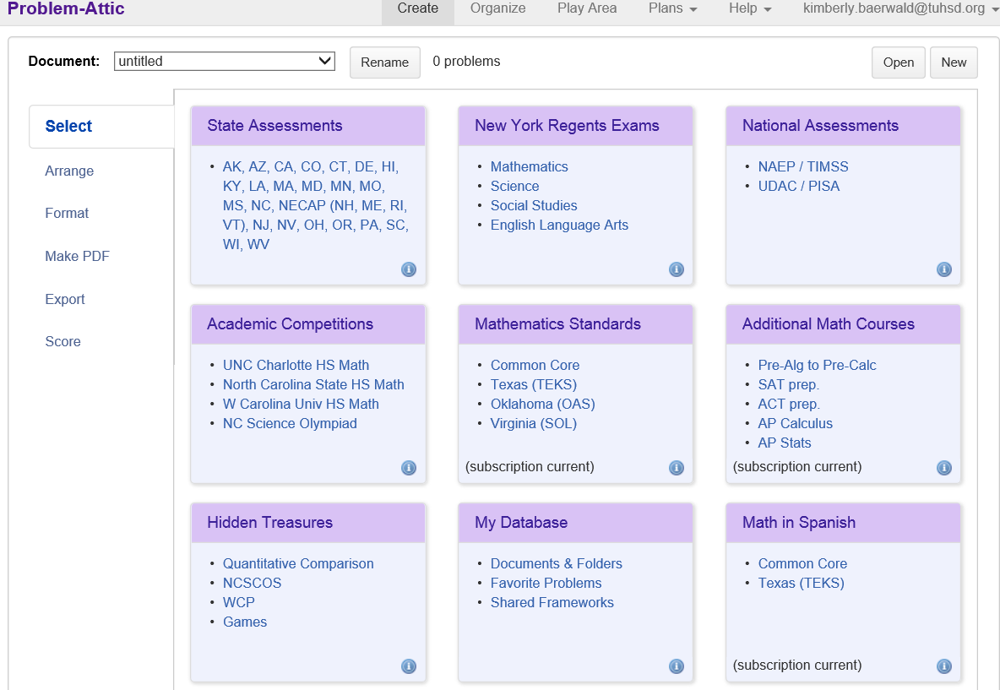 Problem-Attic
Create Organize Play Area Plans Help kimberly.baerwald@tuhsd.org
Document: untitled Rename 0 problems Open New
Select
Arrange
Format
Make PDF
Export
Score
State Assessments
• AK, AZ, CA, CO, CT, DE, HI,
KY, LA, MA, MD, MN, MO,
MS, NC, NECAP (NH, ME, RI,
VT), NJ, NV, OH, OR, PA, SC,
WI, WV
New York Regents Exams
• Mathematics
• Science
• Social Studies
• English Language Arts
National Assessments
• NAEP / TIMSS
• UDAC / PISA
Academic Competitions
• UNC Charlotte HS Math
• North Carolina State HS Math
• W Carolina Univ HS Math
• NC Science Olympiad
Mathematics Standards
• Common Core
• Texas (TEKS)
• Oklahoma (OAS)
• Virginia (SOL)
(subscription current)
Additional Math Courses
• Pre-Alg to Pre-Calc
• SAT prep.
• ACT prep.
• AP Calculus
• AP Stats
(subscription current)
Hidden Treasures
• Quantitative Comparison
• NCSCOS
• WCP
• Games
My Database
• Documents & Folders
• Favorite Problems
• Shared Frameworks
Math in Spanish
• Common Core
• Texas (TEKS)
(subscription current)